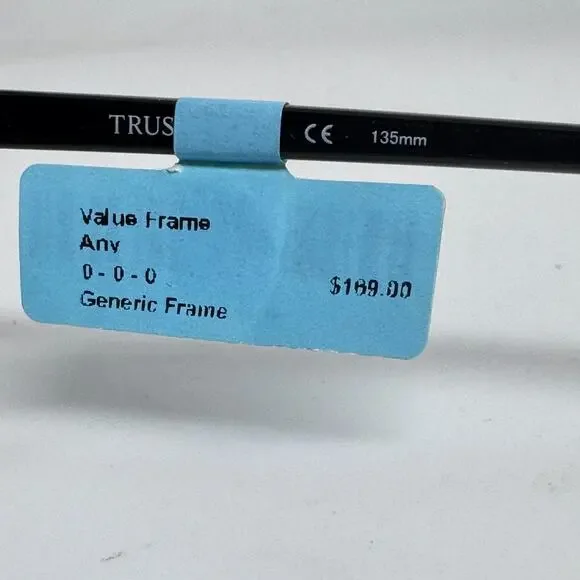 TRUS CE 135mm
Value Frame
Any
0 - 0 - 0
$169.00
Generic Frame